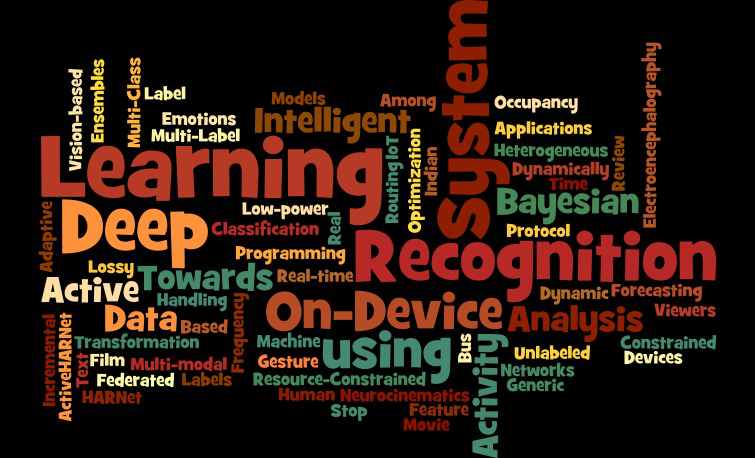 System
Electroencephalography
Vision-based
Ensembles
Multi-Class
Label
Models
Among
Occupancy
Emotions
Intelligent
Applications
Multi-Label
Optimization
RoutingIoT
Indian
Heterogeneous
Review
Learning
Dynamically
Time
Bayesian
Adaptive
Deep
Low-power
Real
Classification
Protocol
Recognition
Programming
Lossy
Towards
Real-time
Active
Handling
Frequency
On-Device
Dynamic
Forecasting
Data
Based
Analysis
Viewers
Incremental
ActiveHARNet
Transformation
Machine
using
Bus
Activity
Constrained
Unlabeled
Devices
Text
Film
Multi-modal
Gesture
Networks
Federated
Labels
Resource-Constrained
Generic
HARNet
Human
Neurocinematics
Stop
Feature
Movie